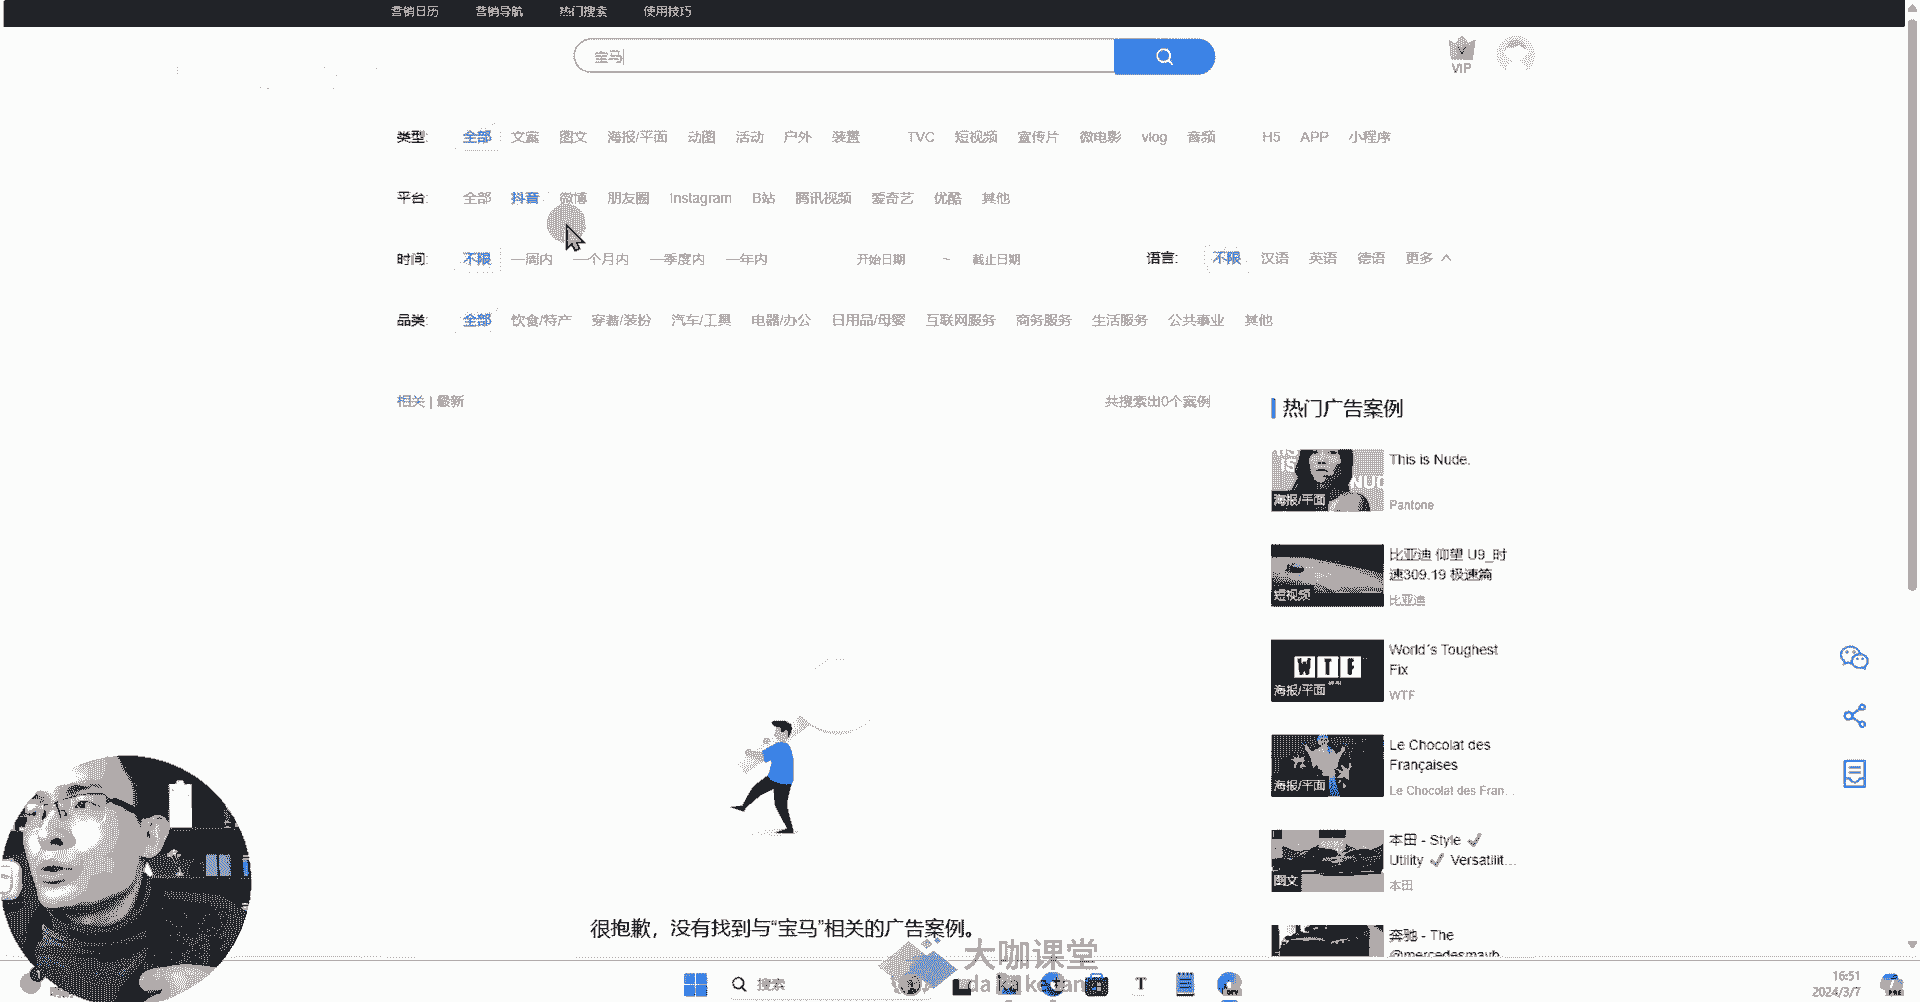 营销日历 营销导航 热门搜索 使用技巧
宝马
VIP
类型: 全部 文案 图文 海报/平面 动图 活动 户外 装置 TVC 短视频 宣传片 微电影 vlog 音频 H5 APP 小程序
平台: 全部 抖音 微博 朋友圈 Instagram B站 腾讯视频 爱奇艺 优酷 其他
时间: 不限 一周内 一个月内 一季度内 一年内 开始日期 ~ 截止日期 语言: 不限 汉语 英语 德语 更多
品类: 全部 饮食/特产 穿著/装扮 汽车/工具 电器/办公 日用品/母婴 互联网服务 商务服务 生活服务 公共事业 其他
相关 | 最新 共搜索出0个案例
热门广告案例
This is Nude.
海报/平面
Pantone
比亚迪 仰望 U9_时
速309.19 极速篇
短视频
比亚迪
World's Toughest
Fix
WTF
海报/平面
WTF
Le Chocolat des
Françaises
海报/平面
Le Chocolat des Fran...
本田 - Style ✓
Utility ✓ Versatilit...
图文
本田
奔驰 - The
@mercedesmayb
很抱歉，没有找到与“宝马”相关的广告案例。
大咖课堂
搜索
T
16:51
2024/3/7